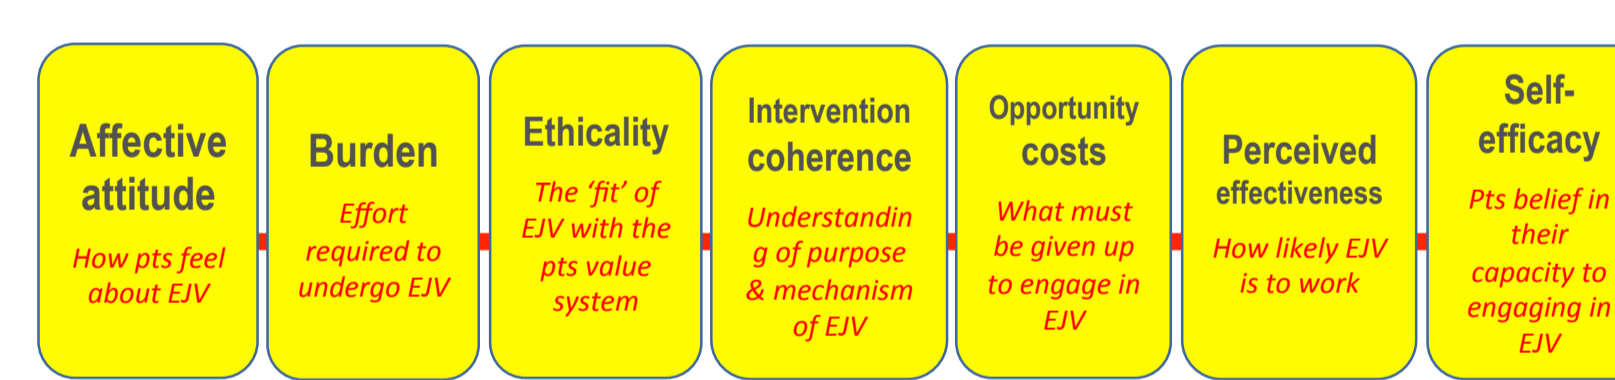 Affective
attitude
How pts feel
about EJV
Burden
Effort
required to
undergo EJV
Ethicality
The ‘fit’ of
EJV with the
pts value
system
Intervention
coherence
Understandin
g of purpose
& mechanism
of EJV
Opportunity
costs
What must
be given up
to engage in
EJV
Perceived
effectiveness
How likely EJV
is to work
Self-
efficacy
Pts belief in
their
capacity to
engaging in
EJV